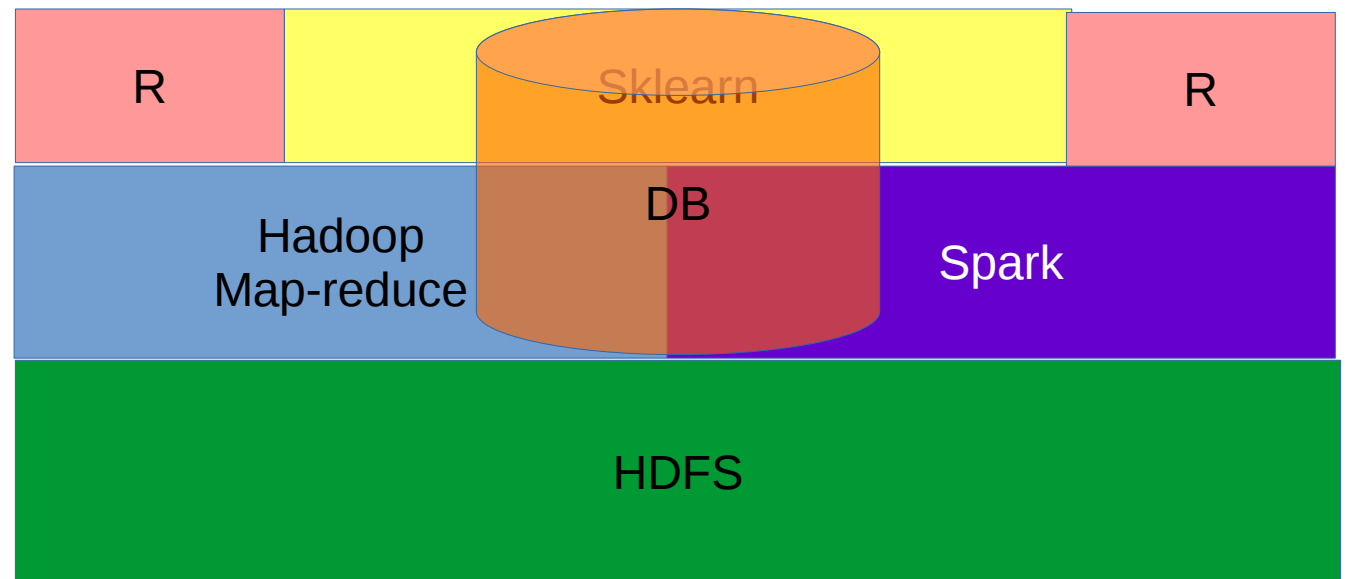 R
Sklearn
R
DB
Hadoop
Map-reduce
Spark
HDFS